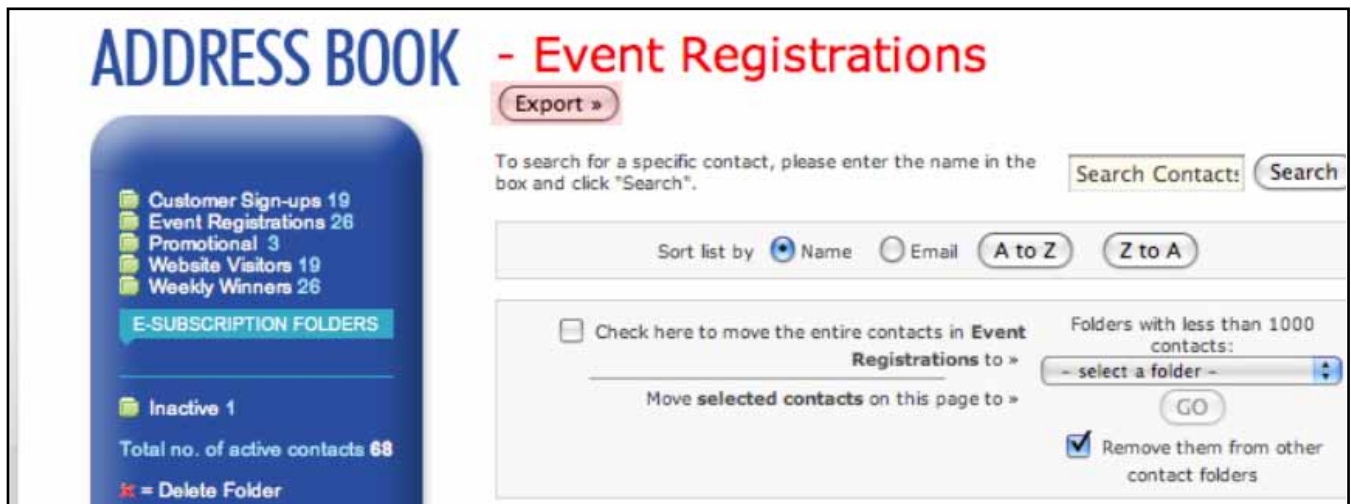 ADDRESS BOOK - Event Registrations
Export »
Customer Sign-ups 19
Event Registrations 26
Promotional 3
Website Visitors 19
Weekly Winners 26
E-SUBSCRIPTION FOLDERS
Inactive 1
Total no. of active contacts 68
✖ = Delete Folder
To search for a specific contact, please enter the name in the
box and click "Search".
Search Contacts
Search
Sort list by Name Email A to Z Z to A
Check here to move the entire contacts in Event
Registrations to »
Move selected contacts on this page to »
Folders with less than 1000
contacts:
- select a folder -
GO
Remove them from other
contact folders